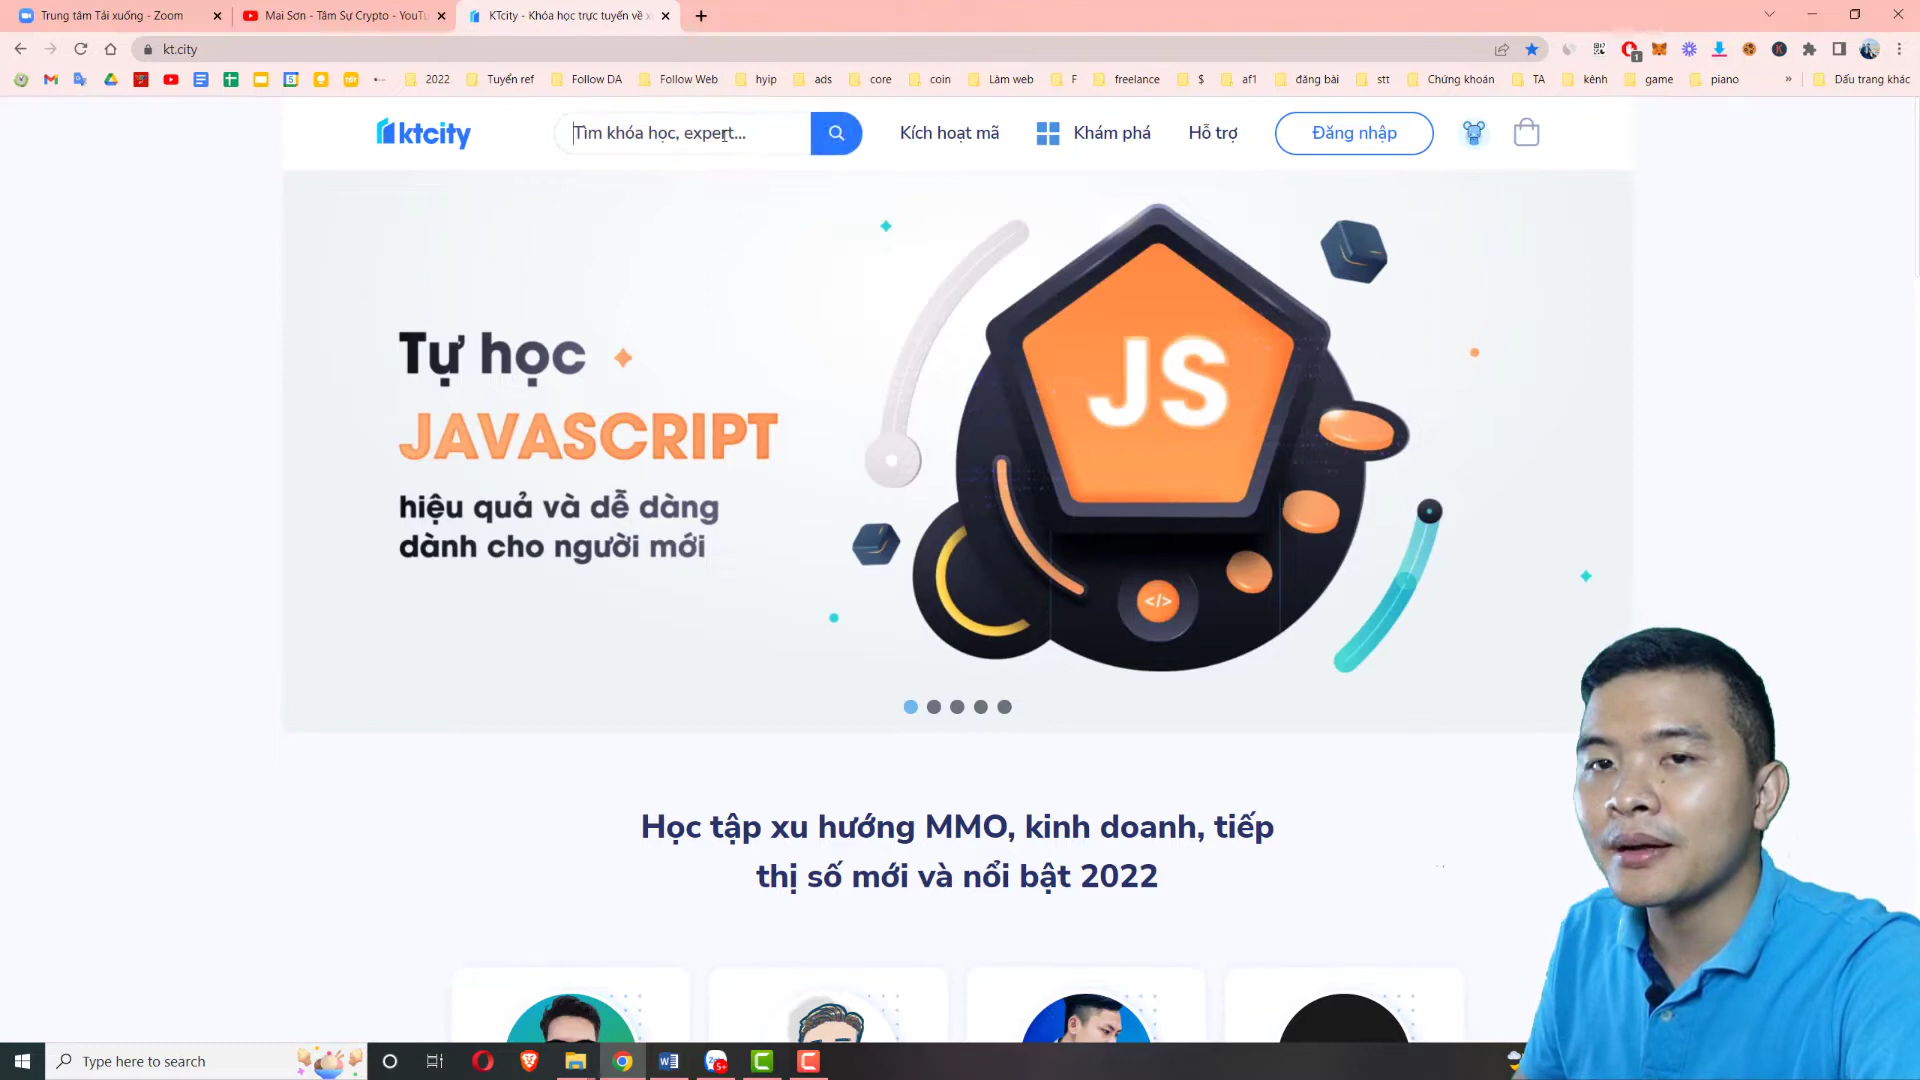 Trung tâm Tải xuống - Zoom
Mai Sơn - Tâm Sự Crypto - YouTu
KTcity - Khóa học trực tuyến về x
kt.city
2022
Tuyển ref
Follow DA
Follow Web
hyip
ads
core
coin
Làm web
F
freelance
$
af1
đăng bài
stt
Chứng khoán
TA
kênh
game
piano
»
Dấu trang khác
ktcity
Tìm khóa học, expert...
Kích hoạt mã
Khám phá
Hỗ trợ
Đăng nhập
Tự học
JAVASCRIPT
hiệu quả và dễ dàng
dành cho người mới
JS
</>
Học tập xu hướng MMO, kinh doanh, tiếp
thị số mới và nổi bật 2022
Type here to search
5+